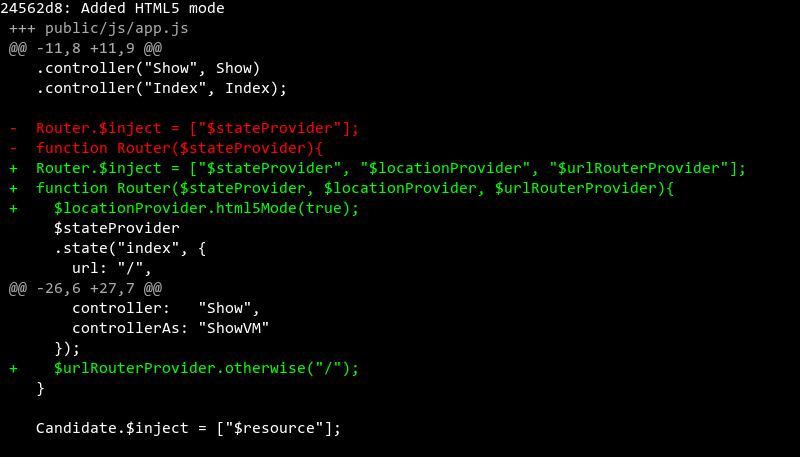 24562d8: Added HTML5 mode
+++ public/js/app.js
@@ -11,8 +11,9 @@
   .controller("Show", Show)
   .controller("Index", Index);

-  Router.$inject = ["$stateProvider"];
-  function Router($stateProvider){
+  Router.$inject = ["$stateProvider", "$locationProvider", "$urlRouterProvider"];
+  function Router($stateProvider, $locationProvider, $urlRouterProvider){
+    $locationProvider.html5Mode(true);
     $stateProvider
     .state("index", {
       url: "/",
@@ -26,6 +27,7 @@
       controller:   "Show",
       controllerAs: "ShowVM"
     });
+    $urlRouterProvider.otherwise("/");
   }

   Candidate.$inject = ["$resource"];